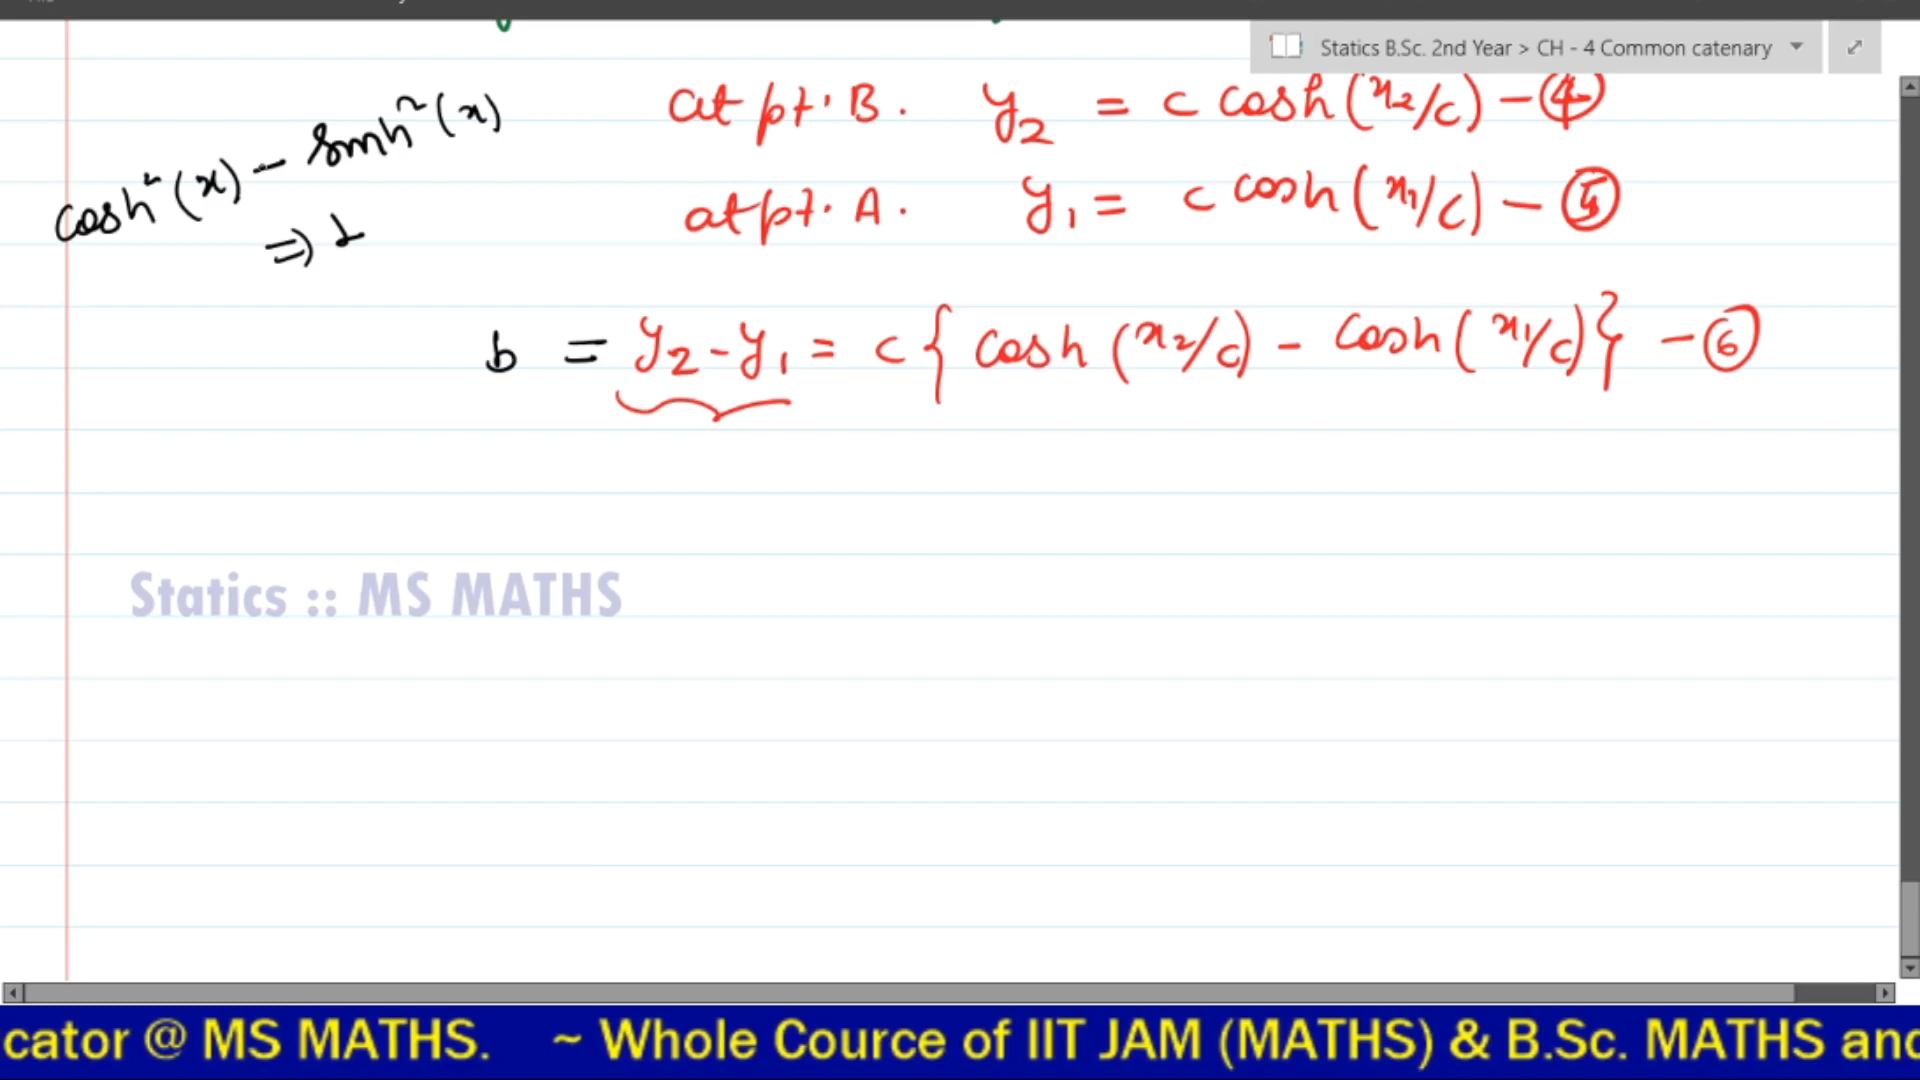 Statics B.Sc. 2nd Year > CH - 4 Common catenary
at pt. B. y₂ = c cosh(x₂/c) - ④
cosh²(x) - sinh²(x)
⇒ 1
at pt. A. y₁ = c cosh(x₁/c) - ⑤
b = y₂-y₁ = c{ cosh(x₂/c) - cosh(x₁/c)} - ⑥
Statics :: MS MATHS
cator @ MS MATHS. ~ Whole Cource of IIT JAM (MATHS) & B.Sc. MATHS and